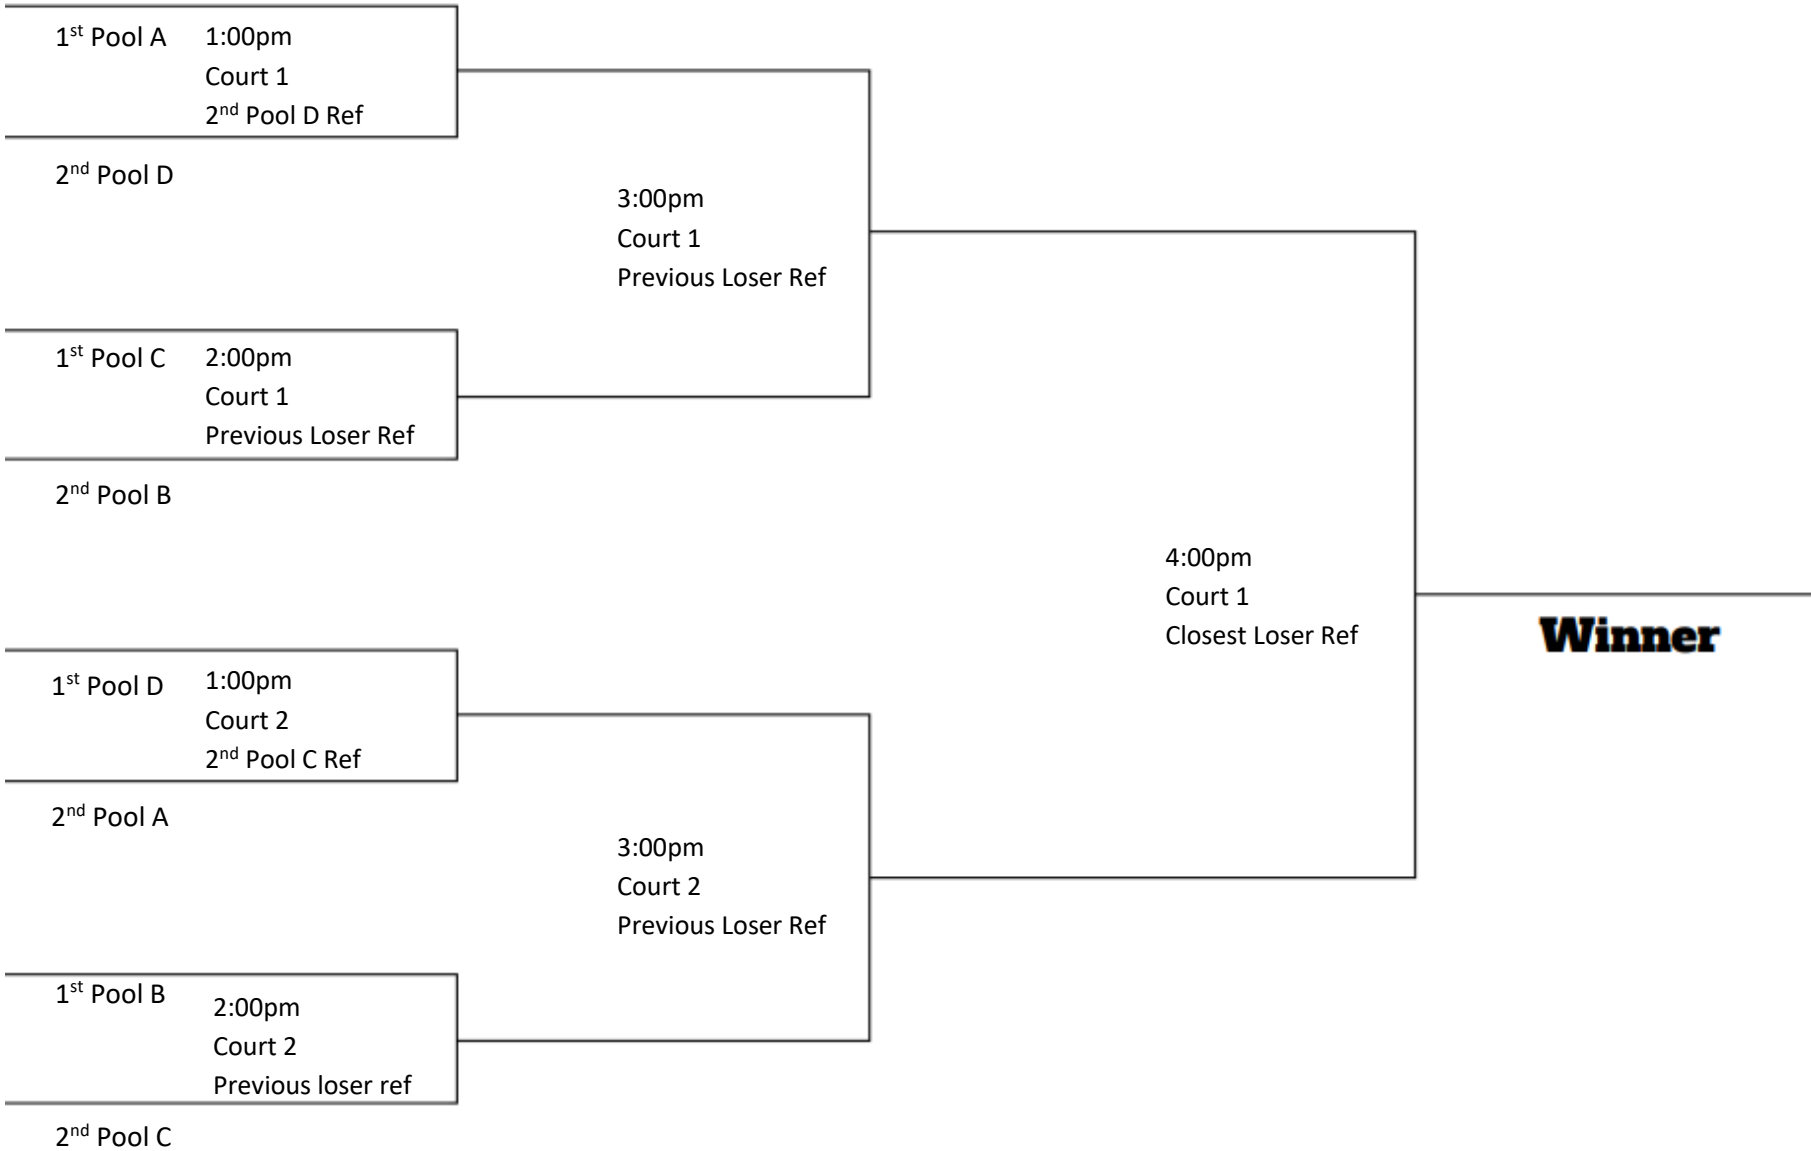 1st Pool A
1:00pm
Court 1
2nd Pool D Ref
2nd Pool D
3:00pm
Court 1
Previous Loser Ref
1st Pool C
2:00pm
Court 1
Previous Loser Ref
2nd Pool B
4:00pm
Court 1
Closest Loser Ref
Winner
1st Pool D
1:00pm
Court 2
2nd Pool C Ref
2nd Pool A
3:00pm
Court 2
Previous Loser Ref
1st Pool B
2:00pm
Court 2
Previous loser ref
2nd Pool C